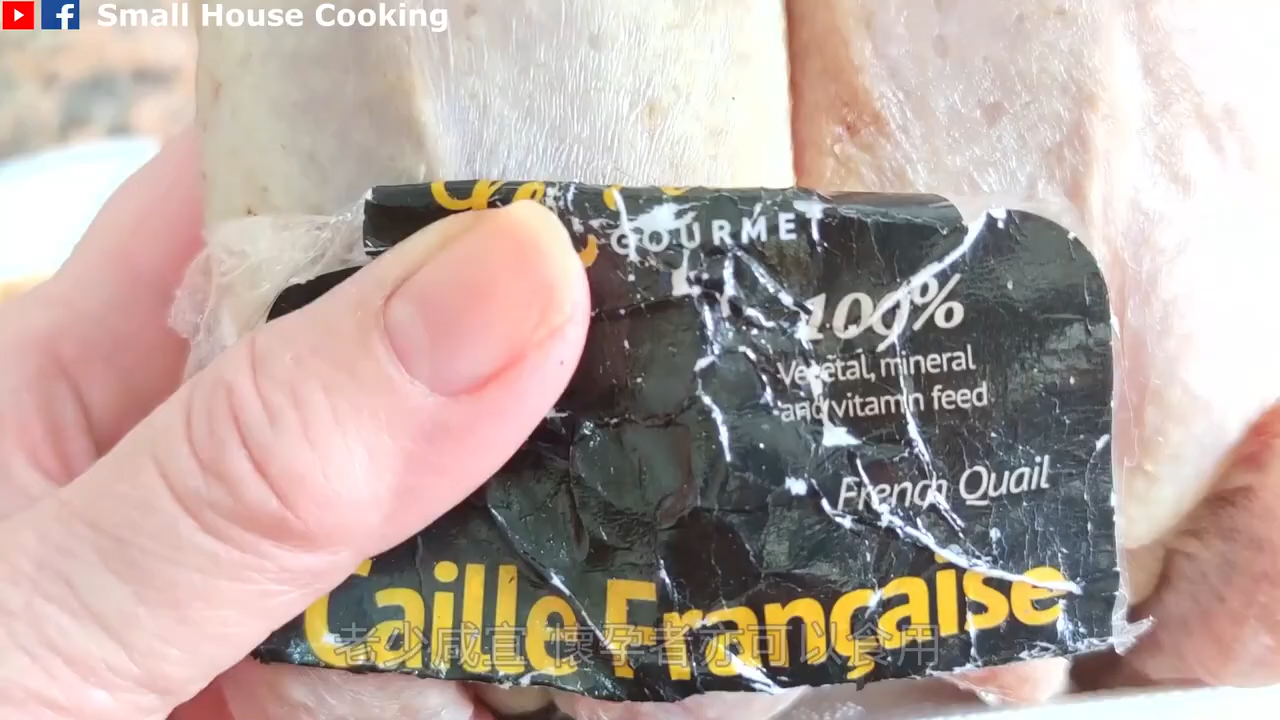 Small House Cooking
GOURMET
100%
Vegetal, mineral
and vitamin feed
French Quail
Caille Française
老少咸宜 懷孕者亦可以食用